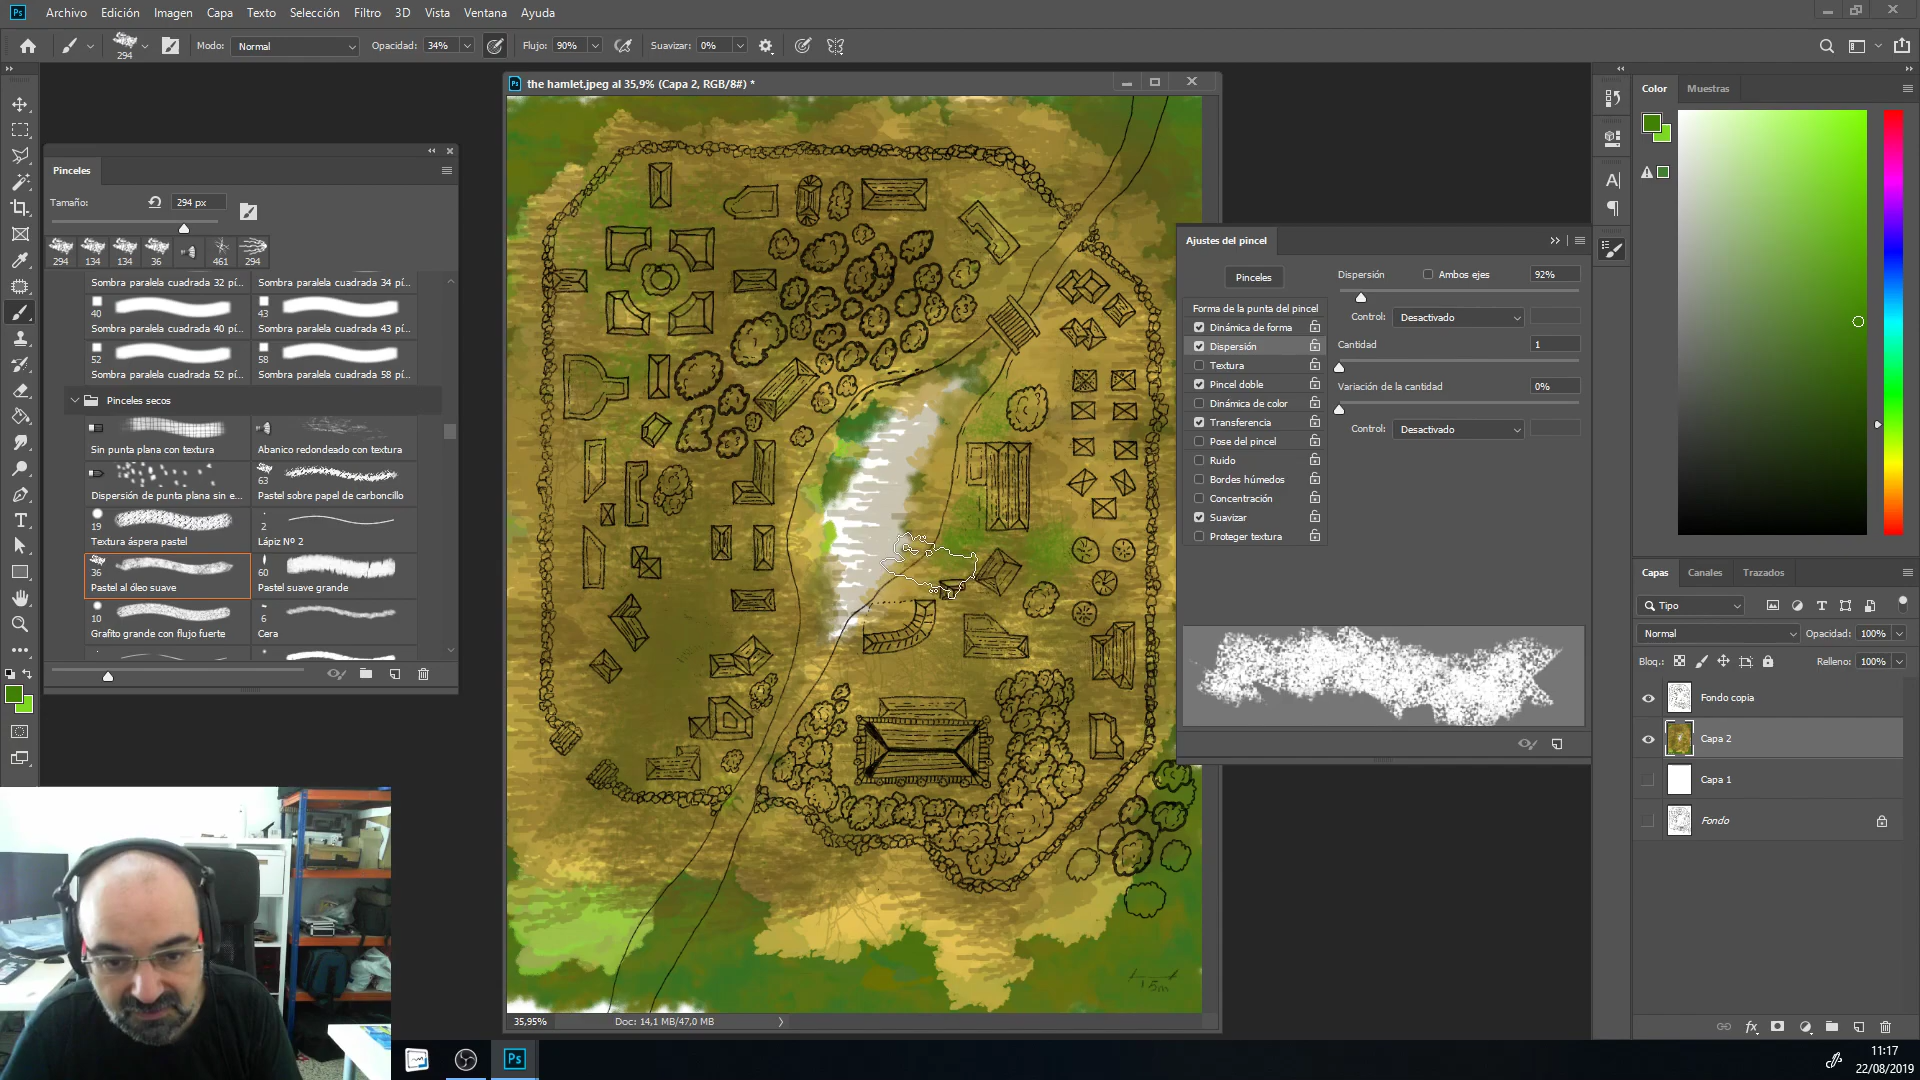 Ps Archivo Edición Imagen Capa Texto Selección Filtro 3D Vista Ventana Ayuda
294 Modo: Normal Opacidad: 34% Flujo: 90% Suavizar: 0%
Ps the hamlet.jpeg al 35,9% (Capa 2, RGB/8#) *
Pinceles
Tamaño: 294 px
294 134 134 36 461 294
Sombra paralela cuadrada 32 pí... Sombra paralela cuadrada 34 pí...
40 43
Sombra paralela cuadrada 40 pí... Sombra paralela cuadrada 43 pí...
52 58
Sombra paralela cuadrada 52 pí... Sombra paralela cuadrada 58 pí...
Pinceles secos
Sin punta plana con textura Abanico redondeado con textura
63
Dispersión de punta plana sin e... Pastel sobre papel de carboncillo
19 2
Textura áspera pastel Lápiz Nº 2
36 60
Pastel al óleo suave Pastel suave grande
10 6
Grafito grande con flujo fuerte Cera
T
15m
35,95% Doc: 14,1 MB/47,0 MB
Ajustes del pincel
Pinceles
Forma de la punta del pincel
Dinámica de forma
Dispersión
Textura
Pincel doble
Dinámica de color
Transferencia
Pose del pincel
Ruido
Bordes húmedos
Concentración
Suavizar
Proteger textura
Dispersión Ambos ejes 92%
Control: Desactivado
Cantidad 1
Variación de la cantidad 0%
Control: Desactivado
Color Muestras
Capas Canales Trazados
Tipo
Normal Opacidad: 100%
Bloq.: Relleno: 100%
Fondo copia
Capa 2
Capa 1
Fondo
fx
Ps
11:17
22/08/2019